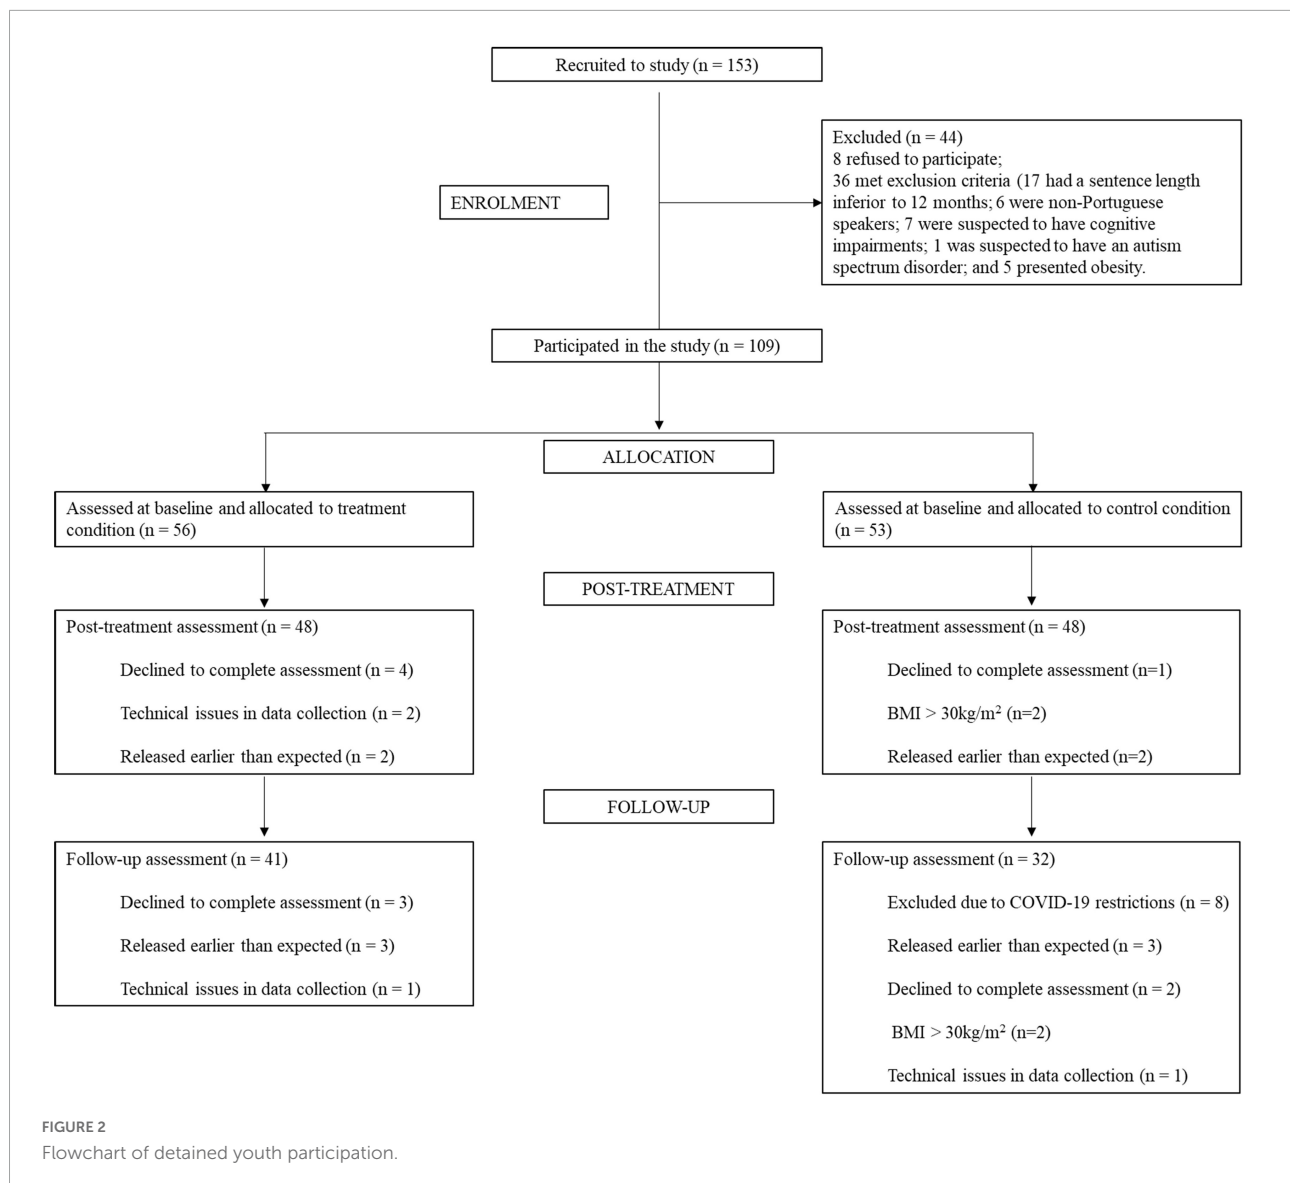 Recruited to study (n = 153)
Excluded (n = 44)
8 refused to participate;
36 met exclusion criteria (17 had a sentence length
inferior to 12 months; 6 were non-Portuguese
speakers; 7 were suspected to have cognitive
impairments; 1 was suspected to have an autism
spectrum disorder; and 5 presented obesity.
ENROLMENT
Participated in the study (n = 109)
ALLOCATION
Assessed at baseline and allocated to treatment
condition (n = 56)
Assessed at baseline and allocated to control condition
(n = 53)
POST-TREATMENT
Post-treatment assessment (n = 48)
Declined to complete assessment (n = 4)
Technical issues in data collection (n = 2)
Released earlier than expected (n = 2)
Post-treatment assessment (n = 48)
Declined to complete assessment (n=1)
BMI > 30kg/m² (n=2)
Released earlier than expected (n=2)
FOLLOW-UP
Follow-up assessment (n = 41)
Declined to complete assessment (n = 3)
Released earlier than expected (n = 3)
Technical issues in data collection (n = 1)
Follow-up assessment (n = 32)
Excluded due to COVID-19 restrictions (n = 8)
Released earlier than expected (n = 3)
Declined to complete assessment (n = 2)
BMI > 30kg/m² (n=2)
Technical issues in data collection (n = 1)
FIGURE 2
Flowchart of detained youth participation.